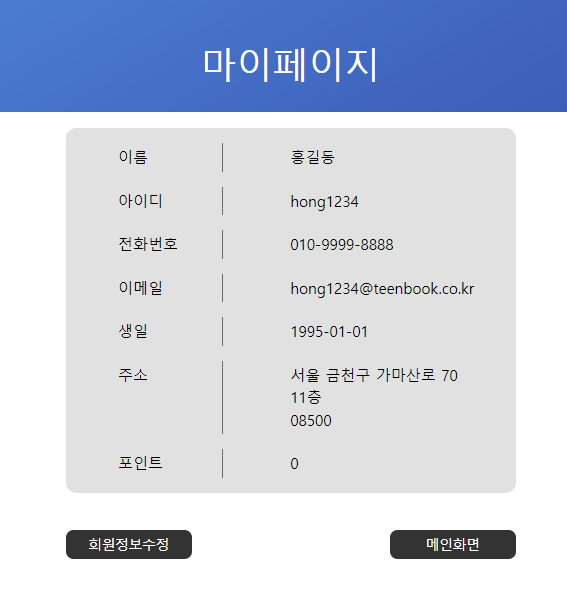 마이페이지
이름 홍길동
아이디 hong1234
전화번호 010-9999-8888
이메일 hong1234@teenbook.co.kr
생일 1995-01-01
주소 서울 금천구 가마산로 70
11층
08500
포인트 0
회원정보수정 메인화면